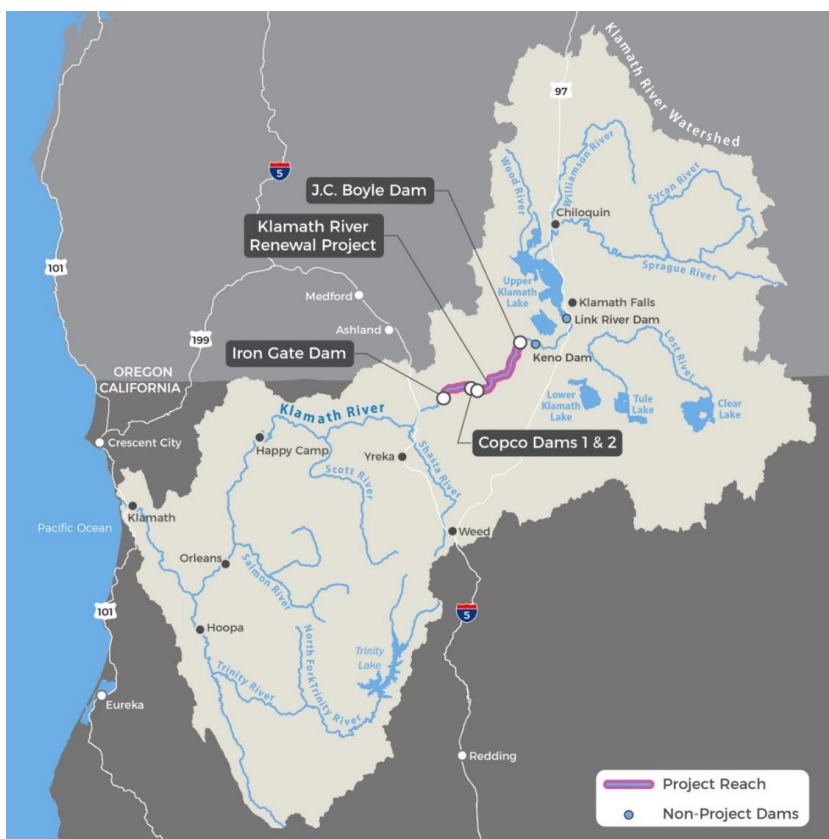 97
Klamath River Watershed
Wood River
Williamson River
Sycan River
5
J.C. Boyle Dam
Klamath River
Renewal Project
Chiloquin
Sprague River
101
Upper
Klamath
Lake
Medford
Klamath Falls
Link River Dam
Ashland
199
Keno Dam
Lost River
Iron Gate Dam
OREGON
CALIFORNIA
Lower
Klamath
Lake
Tule
Lake
Clear
Lake
Klamath River
Crescent City
Happy Camp
Copco Dams 1 & 2
Yreka
Shasta River
Scott River
Klamath
Pacific Ocean
Weed
Orleans
Salmon River
101
5
Hoopa
North Fork Trinity River
Trinity
Lake
Trinity River
Eureka
Redding
Project Reach
Non-Project Dams